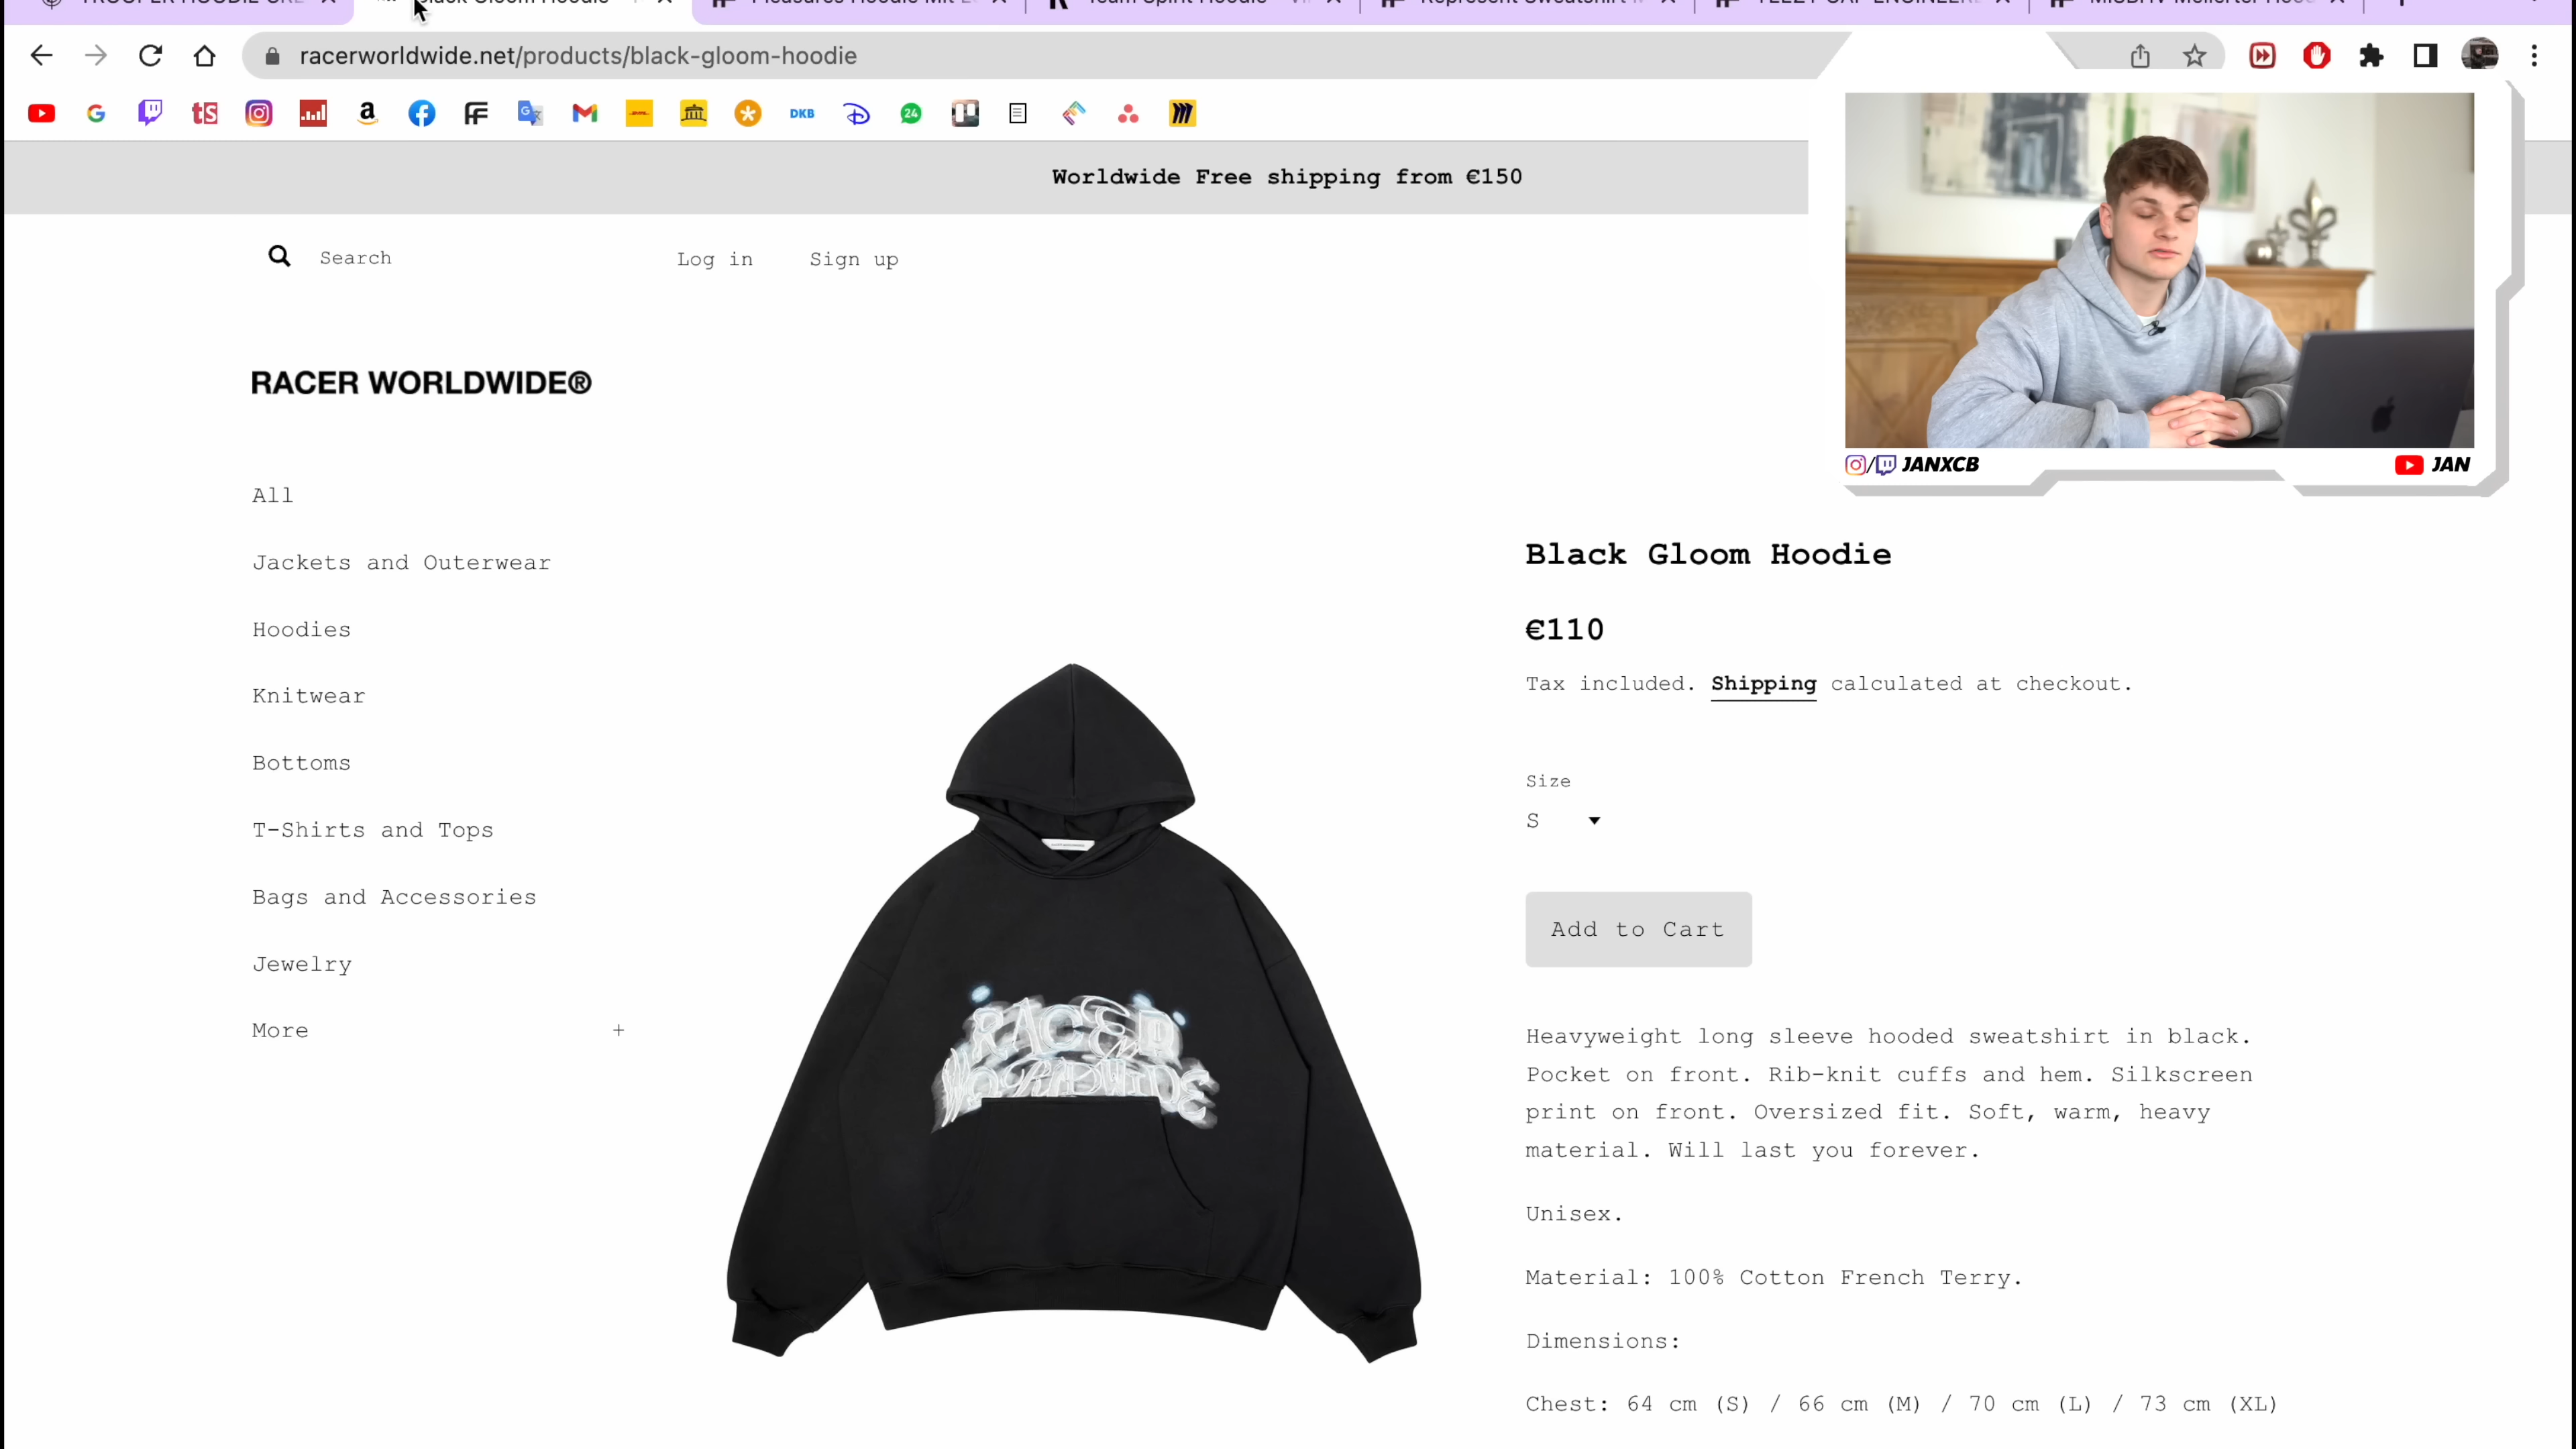 racerworldwide.net/products/black-gloom-hoodie
DKB
24
Worldwide Free shipping from €150
Search
Log in
Sign up
RACER WORLDWIDE®
JANXCB
JAN
All
Jackets and Outerwear
Hoodies
Knitwear
Bottoms
T-Shirts and Tops
Bags and Accessories
Jewelry
More +
RACER
WORLDWIDE
Black Gloom Hoodie
€110
Tax included. Shipping calculated at checkout.
Size
S
Add to Cart
Heavyweight long sleeve hooded sweatshirt in black.
Pocket on front. Rib-knit cuffs and hem. Silkscreen
print on front. Oversized fit. Soft, warm, heavy
material. Will last you forever.
Unisex.
Material: 100% Cotton French Terry.
Dimensions:
Chest: 64 cm (S) / 66 cm (M) / 70 cm (L) / 73 cm (XL)